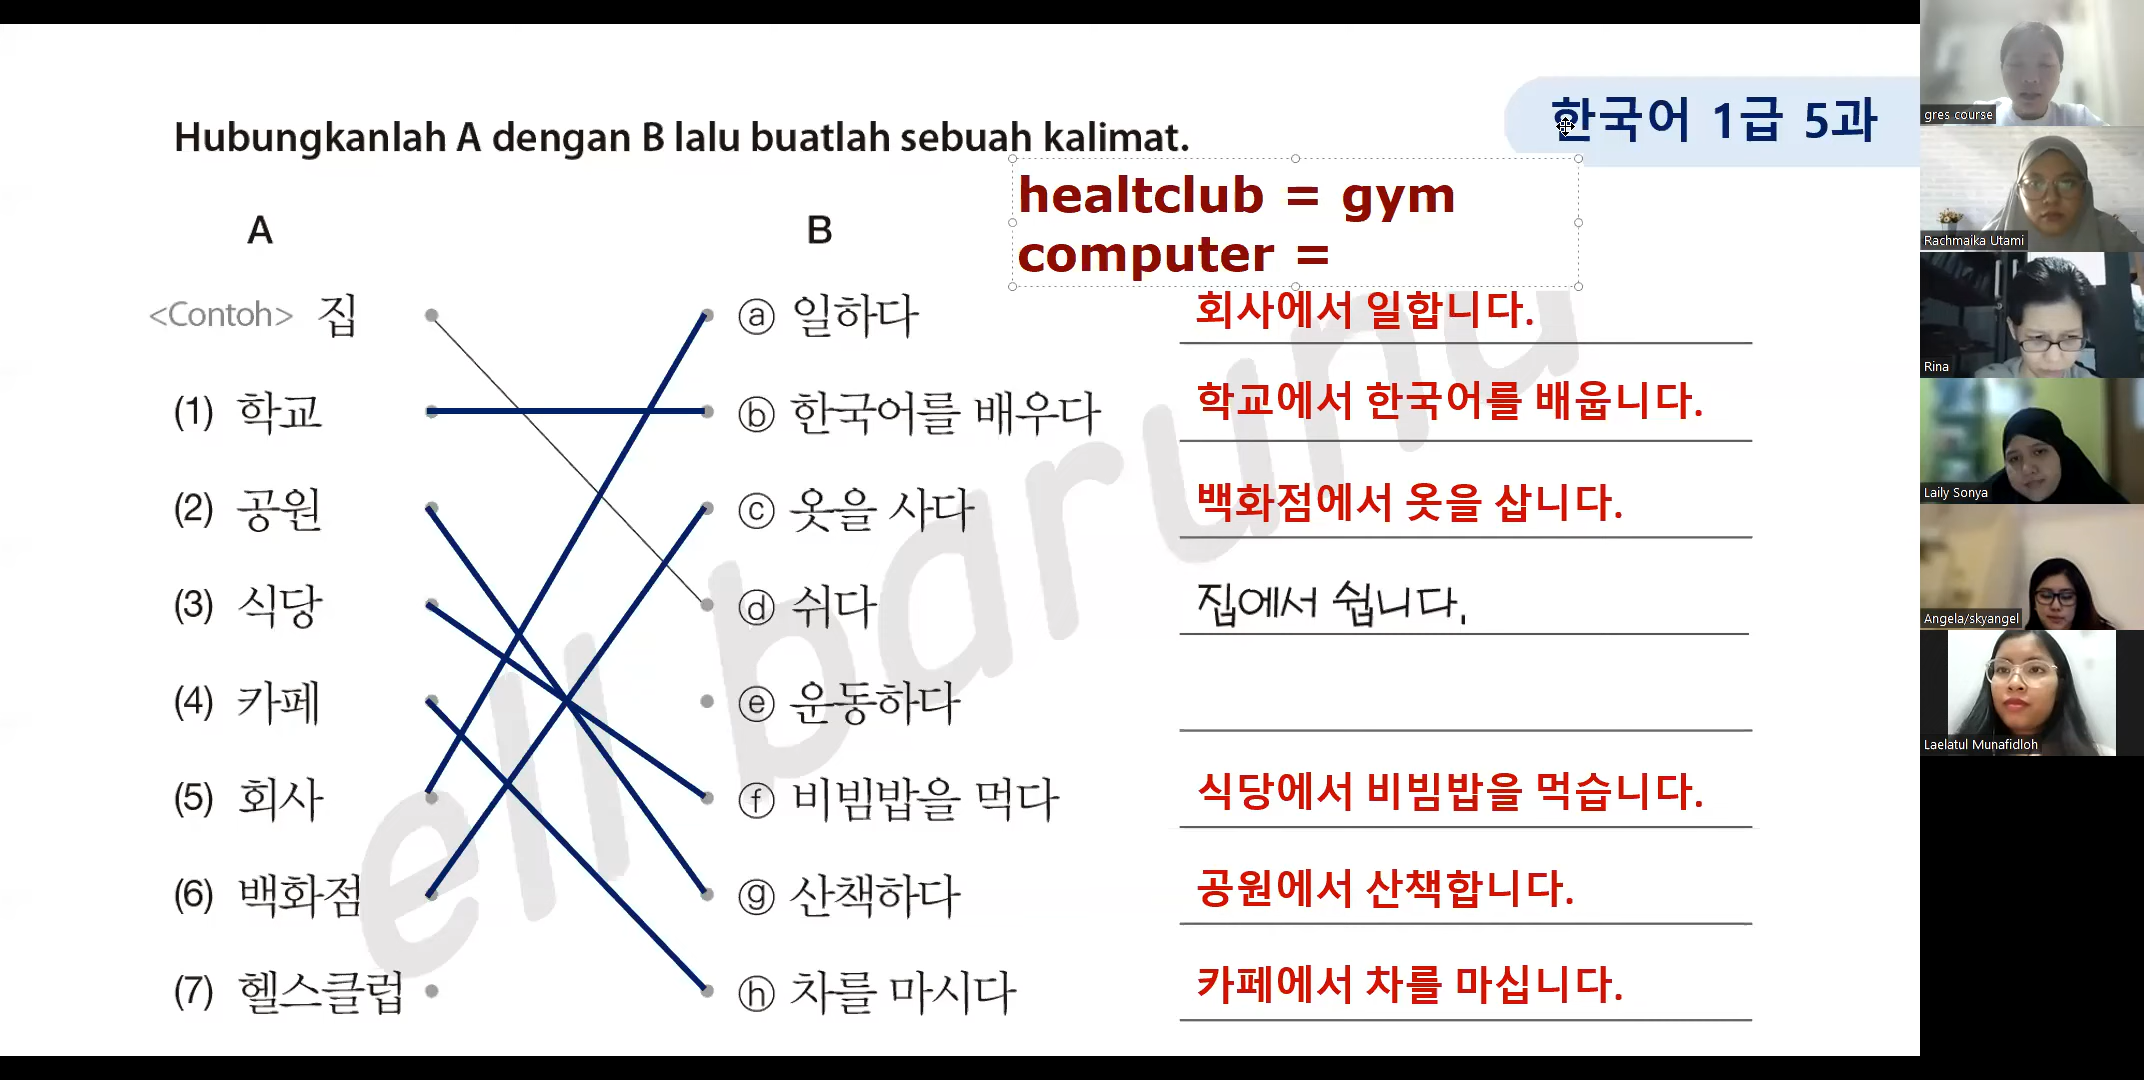 한국어 1급 5과
Hubungkanlah A dengan B lalu buatlah sebuah kalimat.
healtclub = gym
computer =
A
B
<Contoh> 집
ⓐ 일하다
회사에서 일합니다.
(1) 학교
ⓑ 한국어를 배우다
학교에서 한국어를 배웁니다.
(2) 공원
ⓒ 옷을 사다
백화점에서 옷을 삽니다.
(3) 식당
ⓓ 쉬다
집에서 쉽니다.
(4) 카페
ⓔ 운동하다
(5) 회사
ⓕ 비빔밥을 먹다
식당에서 비빔밥을 먹습니다.
(6) 백화점
ⓖ 산책하다
공원에서 산책합니다.
(7) 헬스클럽
ⓗ 차를 마시다
카페에서 차를 마십니다.
ell barunu
gres course
Rachmaika Utami
Rina
Laily Sonya
Angela/skyangel
Laelatul Munafidloh